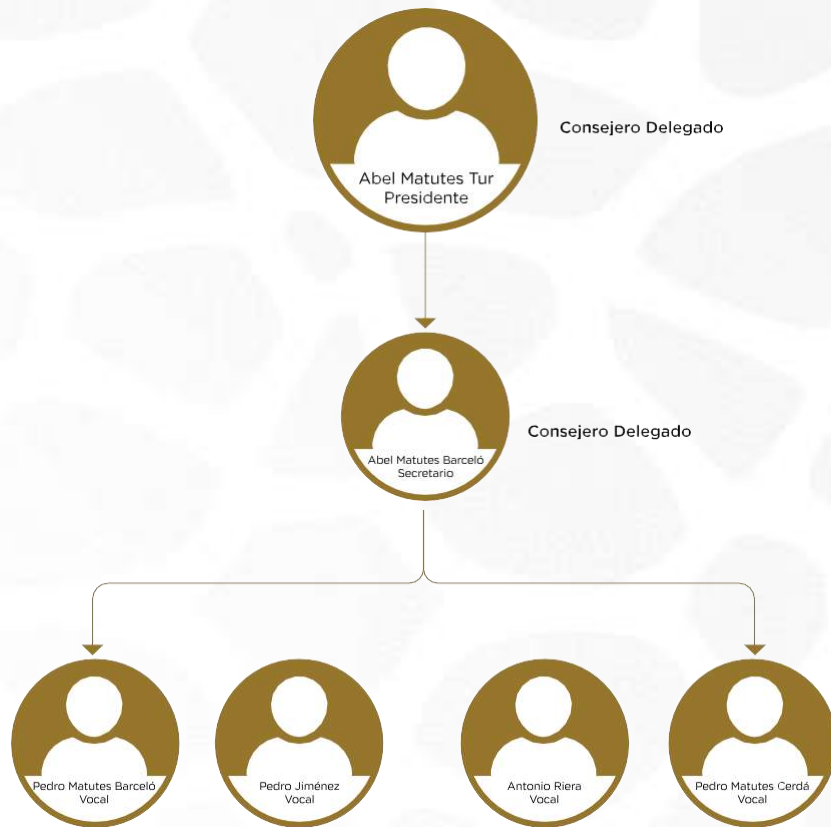 Consejero Delegado
Abel Matutes Tur
Presidente
Consejero Delegado
Abel Matutes Barceló
Secretario
Pedro Matutes Barceló
Vocal
Pedro Jiménez
Vocal
Antonio Riera
Vocal
Pedro Matutes Cerdá
Vocal